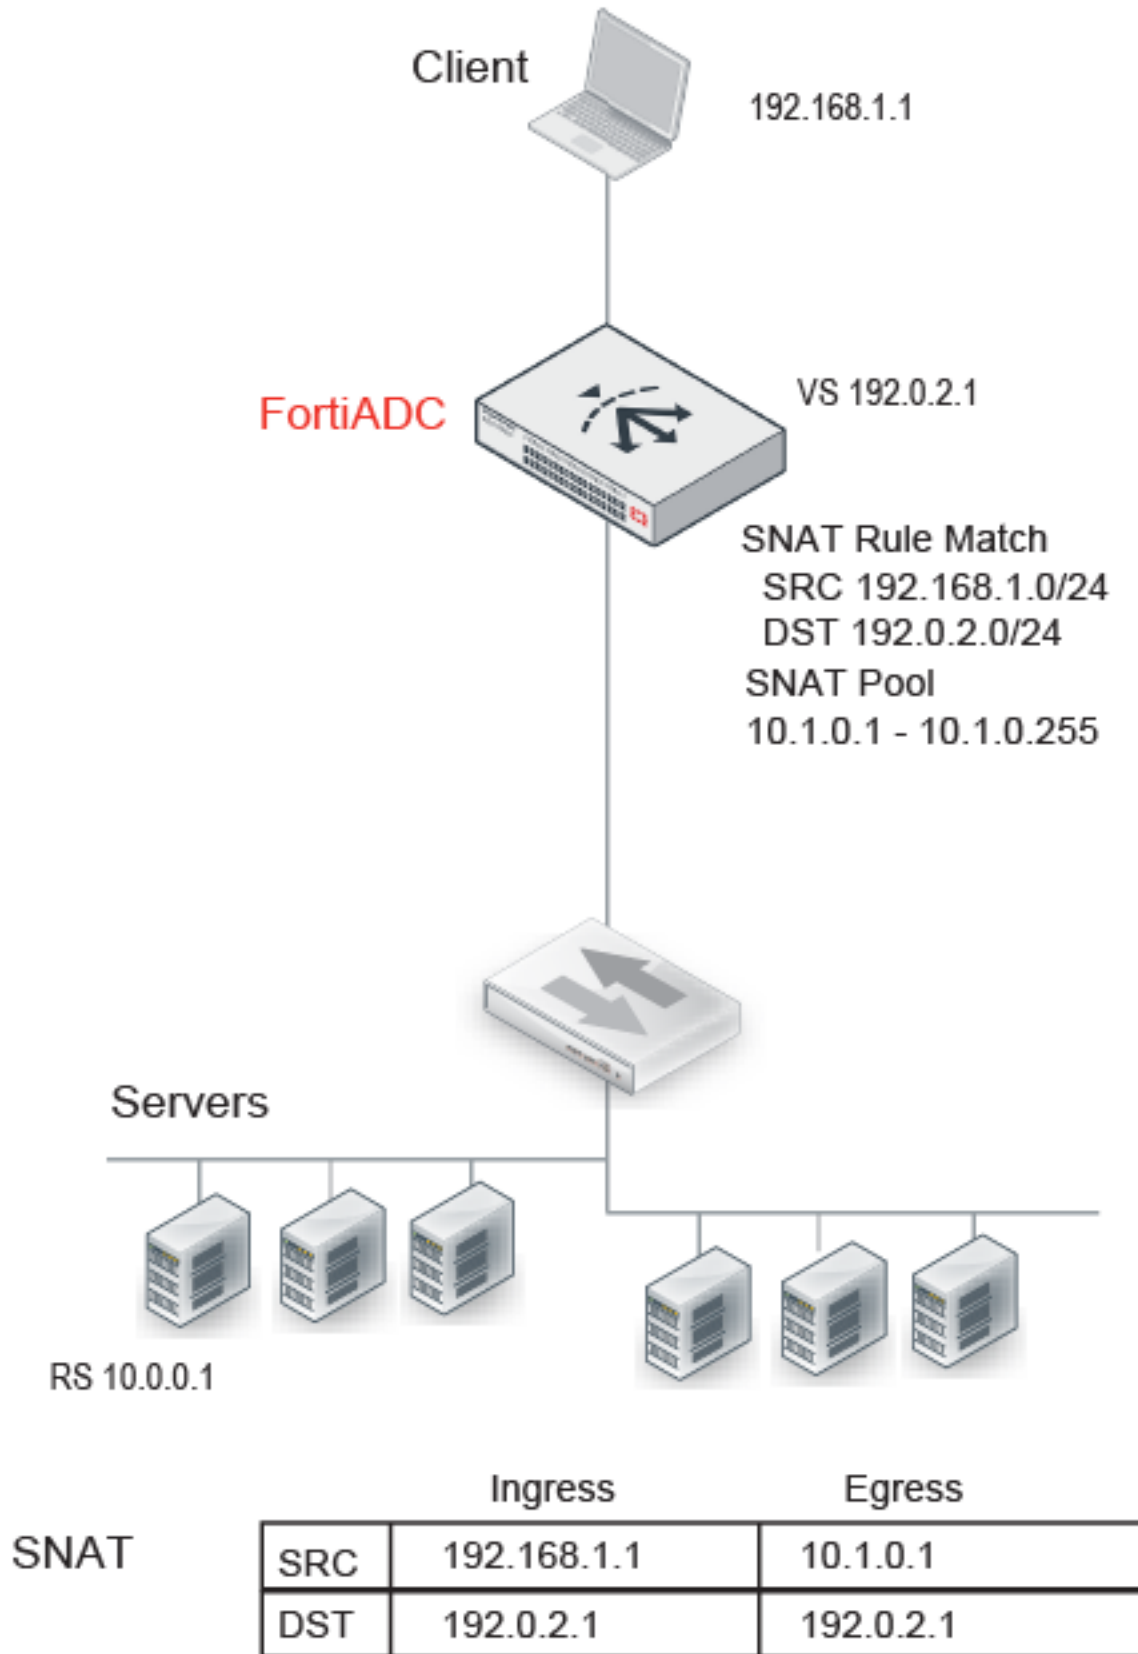 Client
192.168.1.1
FortiADC
VS 192.0.2.1
SNAT Rule Match
SRC 192.168.1.0/24
DST 192.0.2.0/24
SNAT Pool
10.1.0.1 - 10.1.0.255
Servers
RS 10.0.0.1
Ingress Egress
SNAT SRC 192.168.1.1 10.1.0.1
DST 192.0.2.1 192.0.2.1